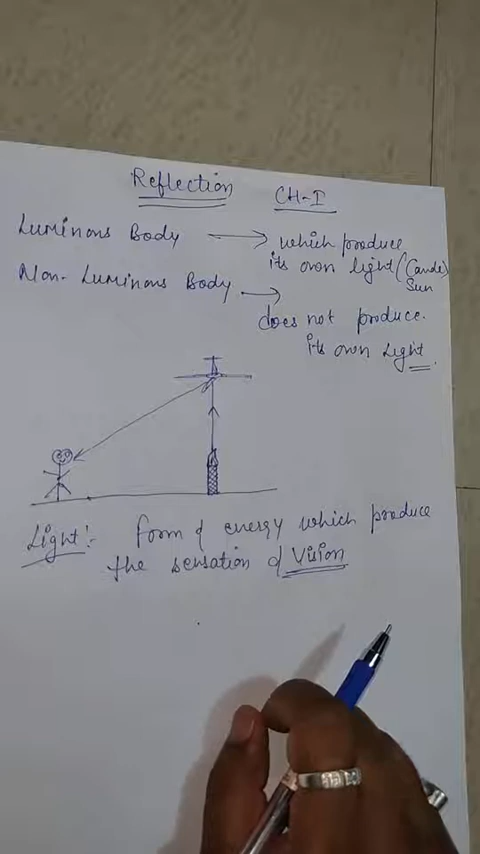 Reflection CH-I
Luminous Body → which produce
its own light (Candle)
Sun
Non-Luminous Body →
does not produce.
its own Light.
Light:- form of energy which produce
the sensation of Vision